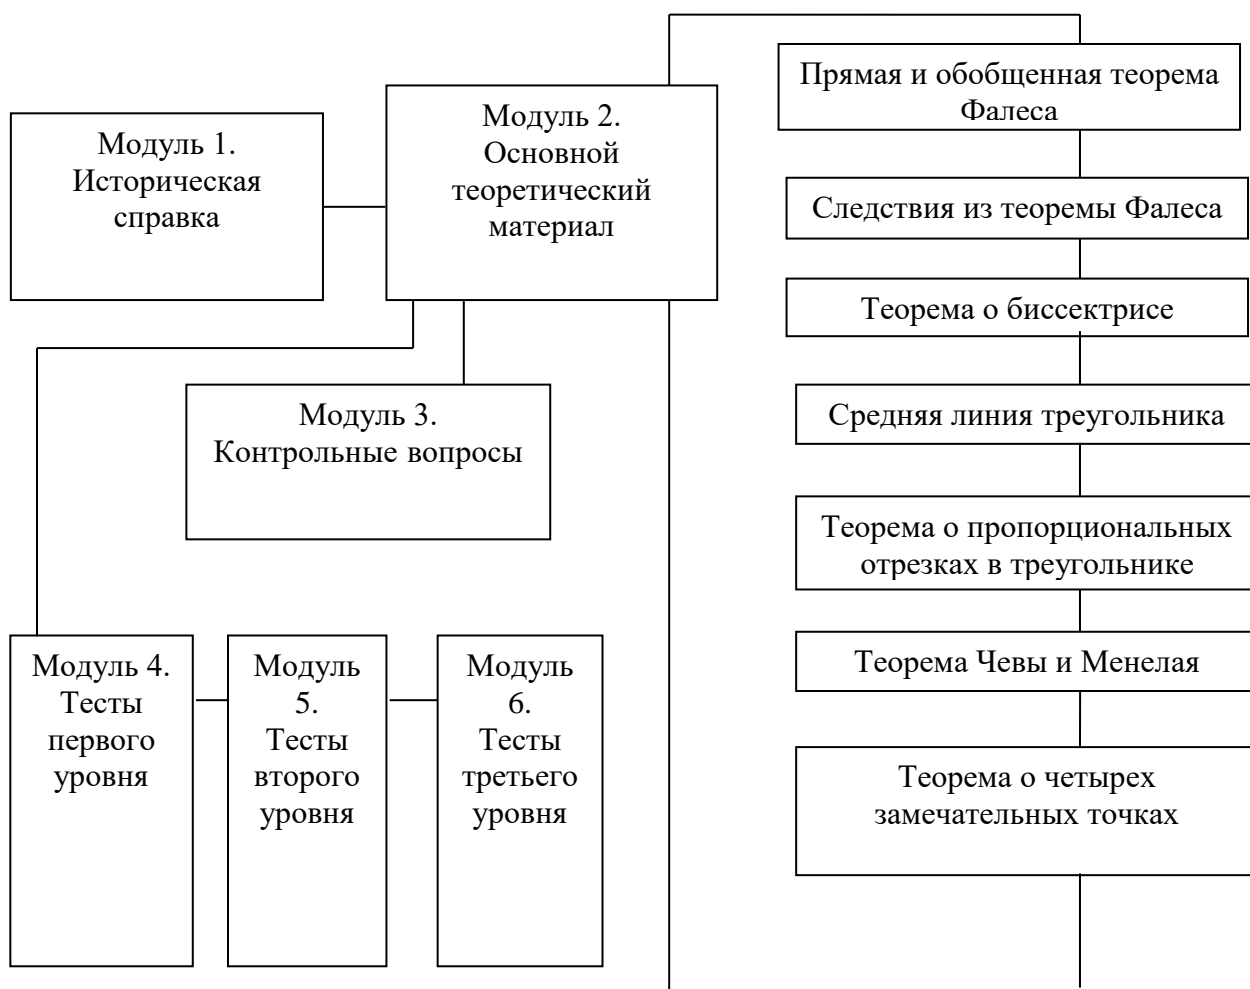 Модуль 1.
Историческая
справка
Модуль 2.
Основной
теоретический
материал
Модуль 3.
Контрольные вопросы
Модуль 4.
Тесты
первого
уровня
Модуль
5.
Тесты
второго
уровня
Модуль
6.
Тесты
третьего
уровня
Прямая и обобщенная теорема
Фалеса
Следствия из теоремы Фалеса
Теорема о биссектрисе
Средняя линия треугольника
Теорема о пропорциональных
отрезках в треугольнике
Теорема Чевы и Менелая
Теорема о четырех
замечательных точках